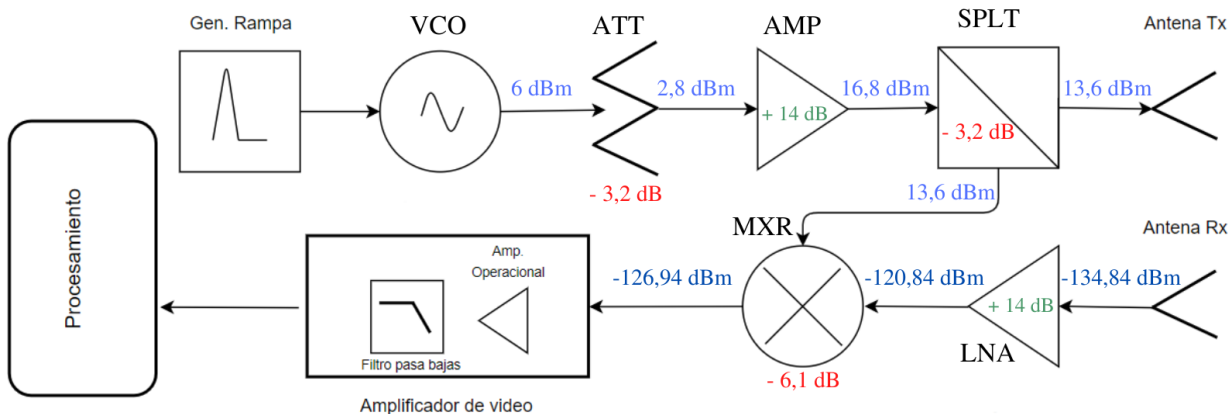 Gen. Rampa
VCO
ATT
AMP
SPLT
Antena Tx
6 dBm
2,8 dBm
16,8 dBm
13,6 dBm
+ 14 dB
- 3,2 dB
- 3,2 dB
13,6 dBm
Procesamiento
MXR
Antena Rx
Amp.
Operacional
-126,94 dBm
-120,84 dBm
-134,84 dBm
+ 14 dB
LNA
Filtro pasa bajas
- 6,1 dB
Amplificador de video